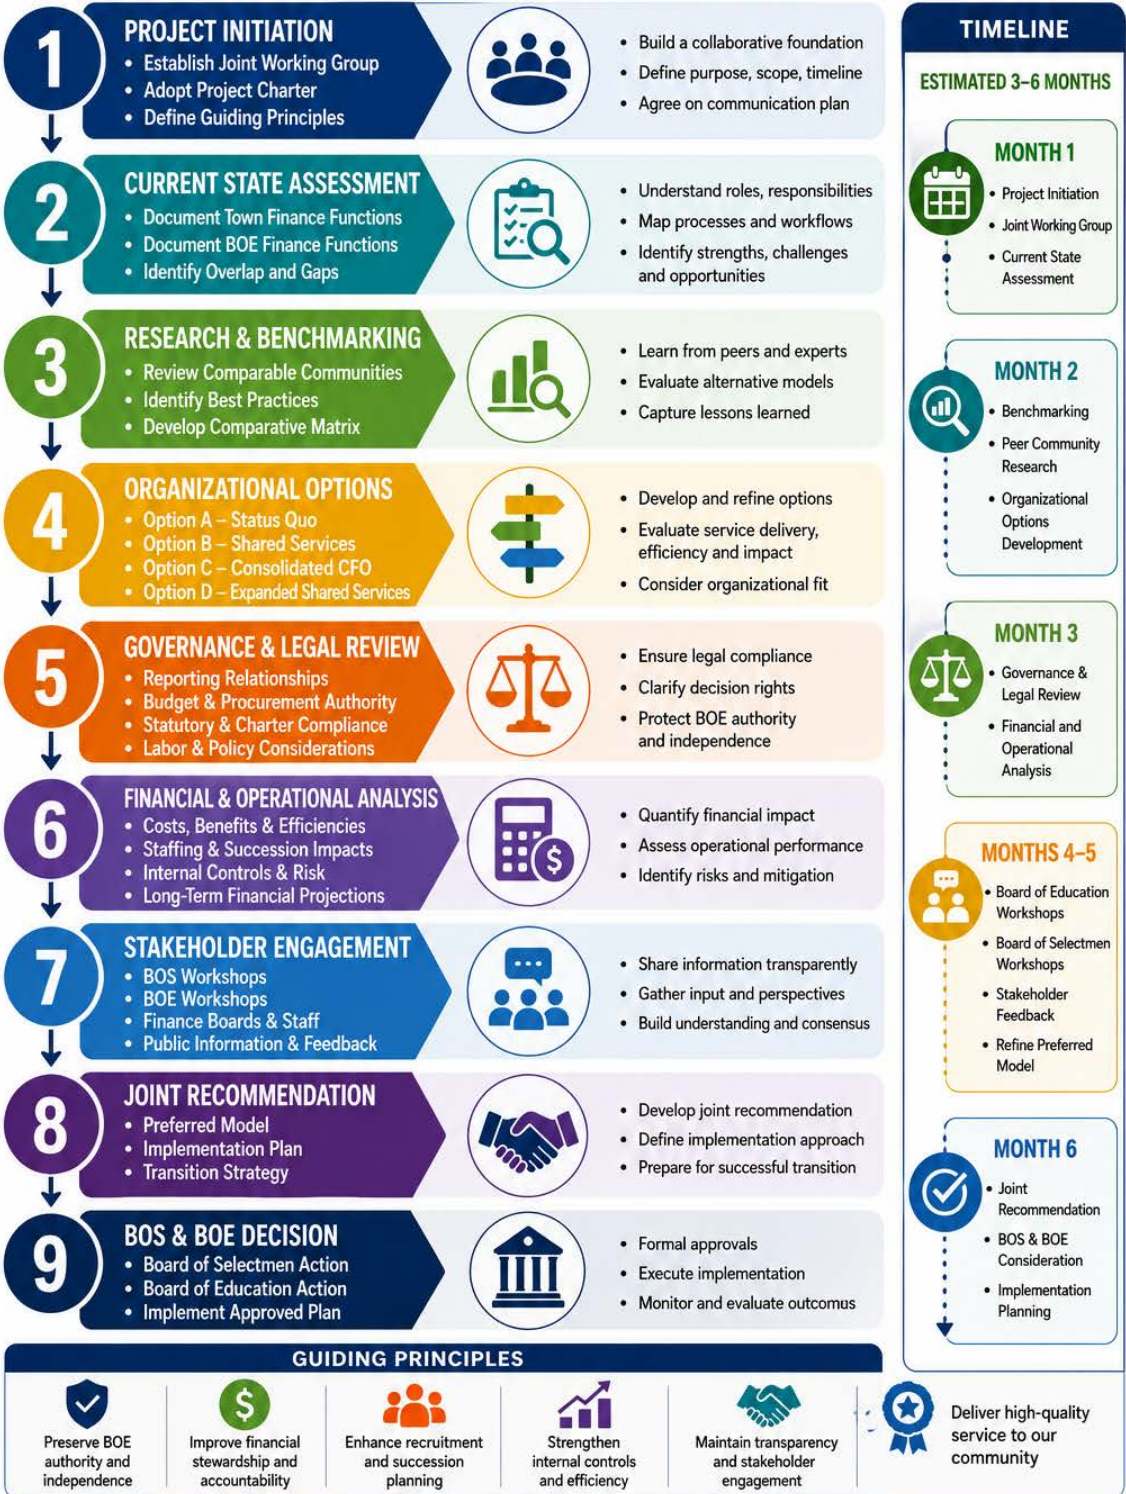 1
PROJECT INITIATION
• Establish Joint Working Group
• Adopt Project Charter
• Define Guiding Principles
• Build a collaborative foundation
• Define purpose, scope, timeline
• Agree on communication plan
2
CURRENT STATE ASSESSMENT
• Document Town Finance Functions
• Document BOE Finance Functions
• Identify Overlap and Gaps
• Understand roles, responsibilities
• Map processes and workflows
• Identify strengths, challenges
and opportunities
3
RESEARCH & BENCHMARKING
• Review Comparable Communities
• Identify Best Practices
• Develop Comparative Matrix
• Learn from peers and experts
• Evaluate alternative models
• Capture lessons learned
4
ORGANIZATIONAL OPTIONS
• Option A – Status Quo
• Option B – Shared Services
• Option C – Consolidated CFO
• Option D – Expanded Shared Services
• Develop and refine options
• Evaluate service delivery,
efficiency and impact
• Consider organizational fit
5
GOVERNANCE & LEGAL REVIEW
• Reporting Relationships
• Budget & Procurement Authority
• Statutory & Charter Compliance
• Labor & Policy Considerations
• Ensure legal compliance
• Clarify decision rights
• Protect BOE authority
and independence
6
FINANCIAL & OPERATIONAL ANALYSIS
• Costs, Benefits & Efficiencies
• Staffing & Succession Impacts
• Internal Controls & Risk
• Long-Term Financial Projections
$
• Quantify financial impact
• Assess operational performance
• Identify risks and mitigation
7
STAKEHOLDER ENGAGEMENT
• BOS Workshops
• BOE Workshops
• Finance Boards & Staff
• Public Information & Feedback
• Share information transparently
• Gather input and perspectives
• Build understanding and consensus
8
JOINT RECOMMENDATION
• Preferred Model
• Implementation Plan
• Transition Strategy
• Develop joint recommendation
• Define implementation approach
• Prepare for successful transition
9
BOS & BOE DECISION
• Board of Selectmen Action
• Board of Education Action
• Implement Approved Plan
• Formal approvals
• Execute implementation
• Monitor and evaluate outcomus
TIMELINE
ESTIMATED 3–6 MONTHS
MONTH 1
• Project Initiation
• Joint Working Group
• Current State
Assessment
MONTH 2
• Benchmarking
• Peer Community
Research
• Organizational
Options
Development
MONTH 3
• Governance &
Legal Review
• Financial and
Operational
Analysis
MONTHS 4–5
• Board of Education
Workshops
• Board of Selectmen
Workshops
• Stakeholder
Feedback
• Refine Preferred
Model
MONTH 6
• Joint
Recommendation
• BOS & BOE
Consideration
• Implementation
Planning
GUIDING PRINCIPLES
Preserve BOE
authority and
independence
$
Improve financial
stewardship and
accountability
Enhance recruitment
and succession
planning
Strengthen
internal controls
and efficiency
Maintain transparency
and stakeholder
engagement
Deliver high-quality
service to our
community